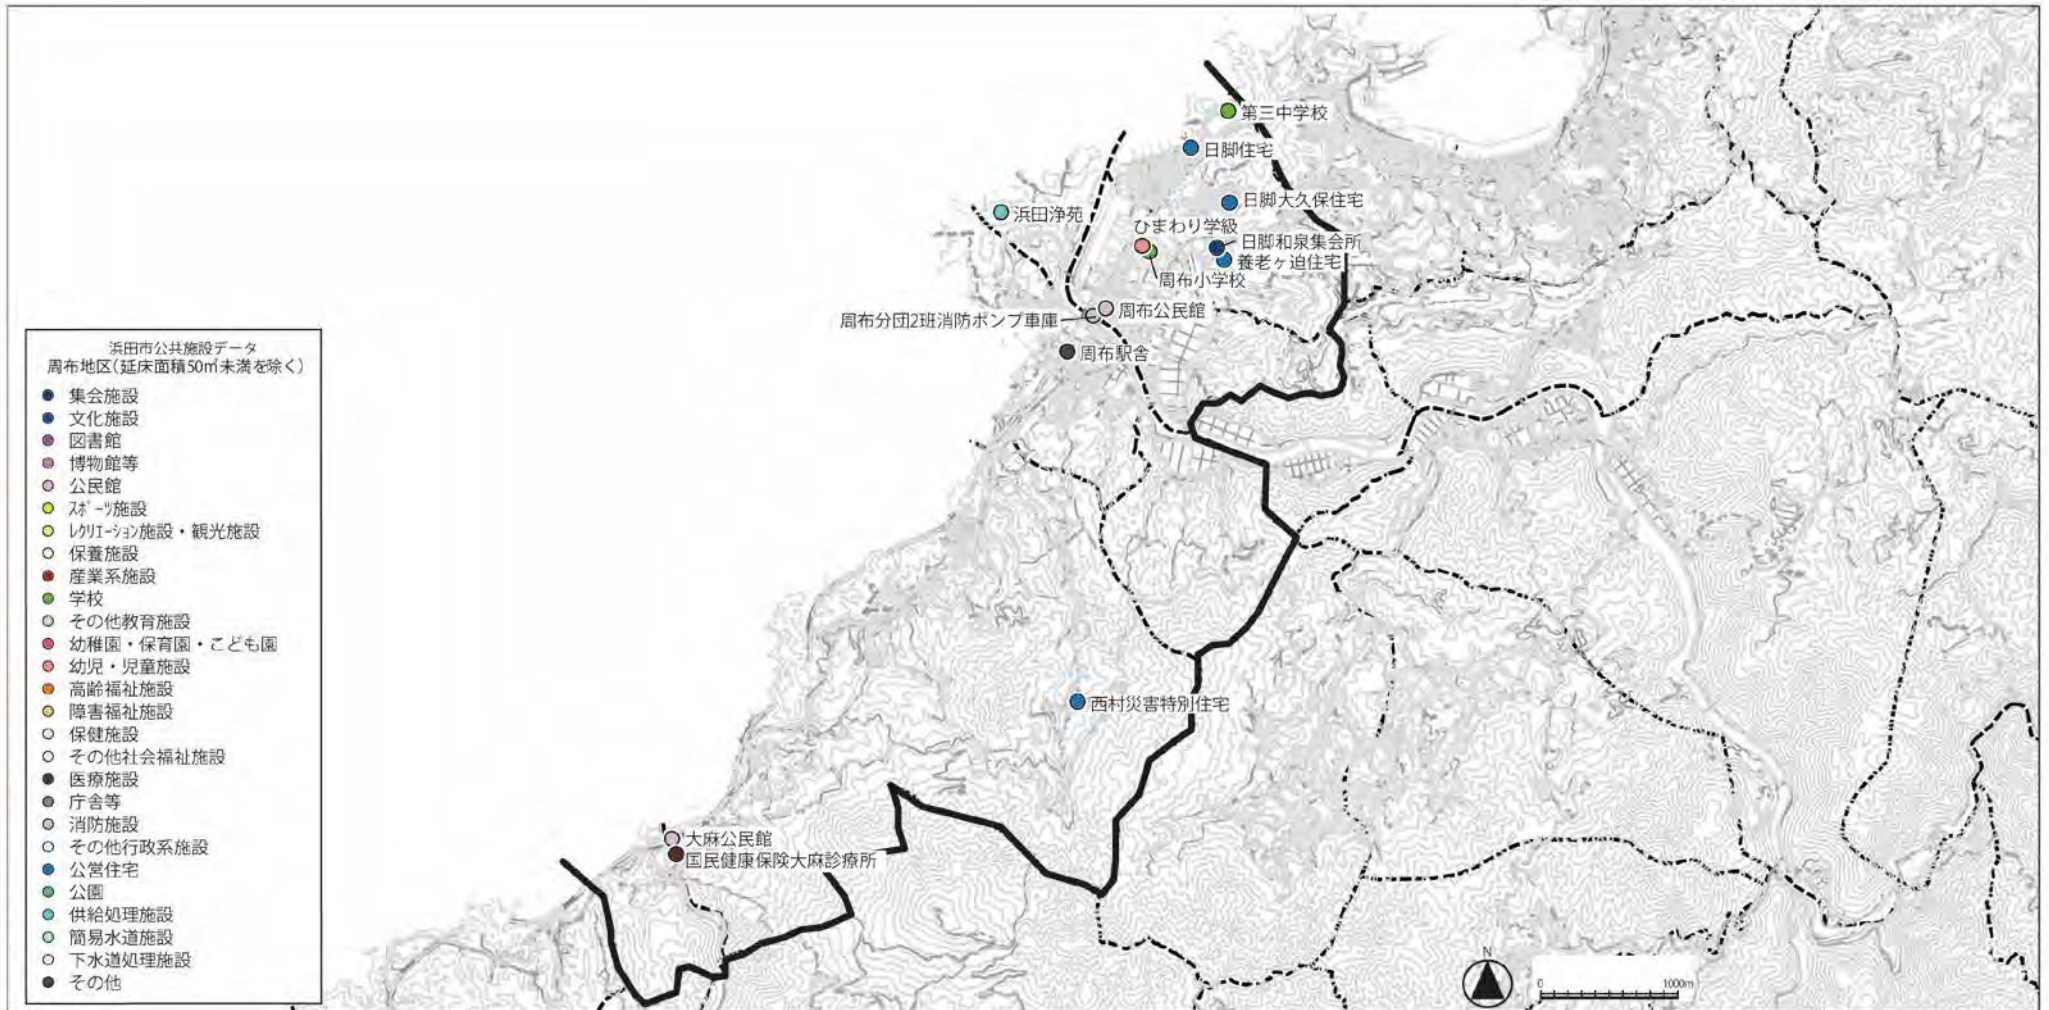 第三中学校
日脚住宅
日脚大久保住宅
浜田浄苑
ひまわり学級
日脚和泉集会所
養老ヶ迫住宅
周布小学校
周布公民館
周布分団2班消防ポンプ車庫
周布駅舎
西村災害特別住宅
大麻公民館
国民健康保険大麻診療所
浜田市公共施設データ
周布地区(延床面積50㎡未満を除く)
集会施設
文化施設
図書館
博物館等
公民館
スポーツ施設
レクリエーション施設・観光施設
保養施設
産業系施設
学校
その他教育施設
幼稚園・保育園・こども園
幼児・児童施設
高齢福祉施設
障害福祉施設
保健施設
その他社会福祉施設
医療施設
庁舎等
消防施設
その他行政系施設
公営住宅
公園
供給処理施設
簡易水道施設
下水道処理施設
その他
N
0 1000m